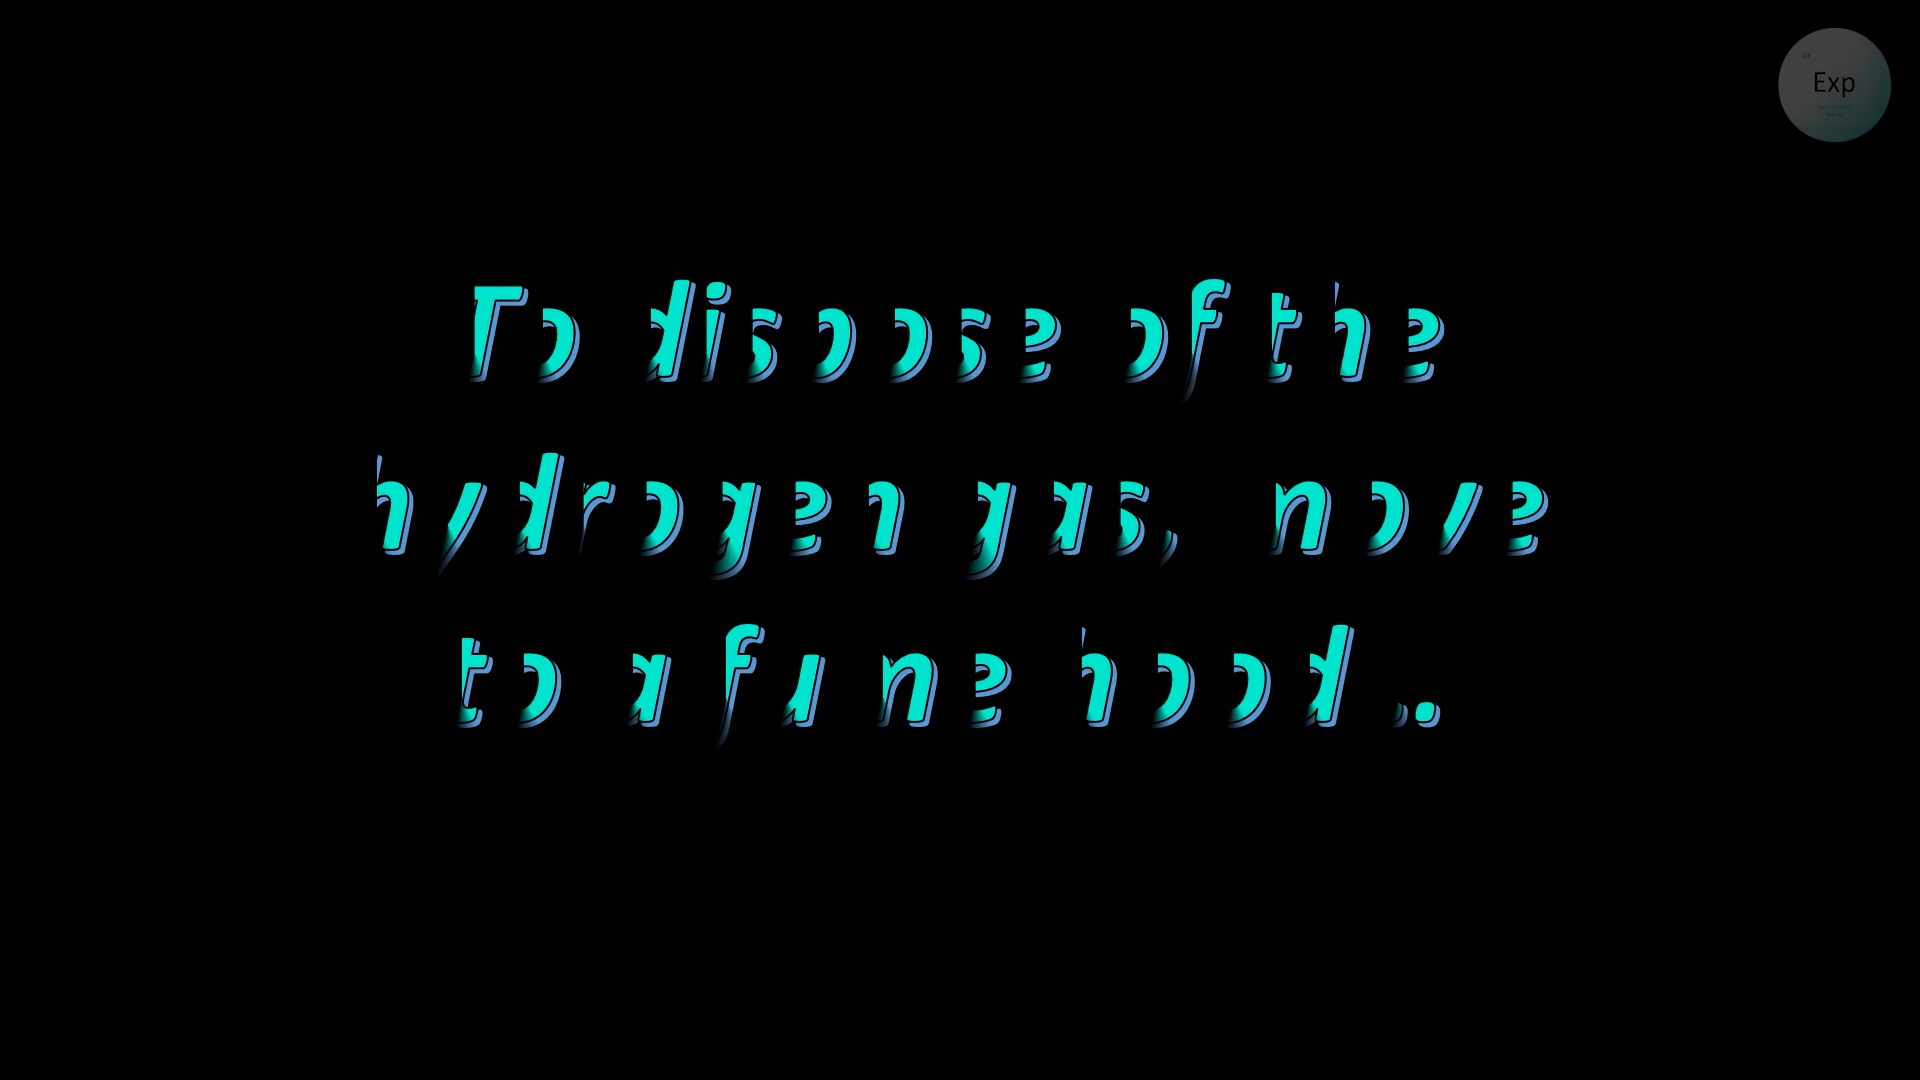 Exp
To dispose of the
hydrogen gas, move
to a fume hood..